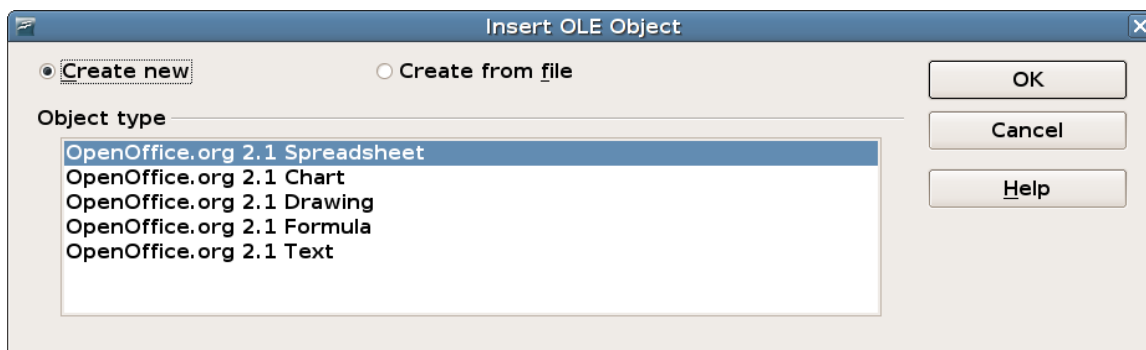 Insert OLE Object
Create new
Create from file
OK
Object type
Cancel
OpenOffice.org 2.1 Spreadsheet
OpenOffice.org 2.1 Chart
OpenOffice.org 2.1 Drawing
Help
OpenOffice.org 2.1 Formula
OpenOffice.org 2.1 Text